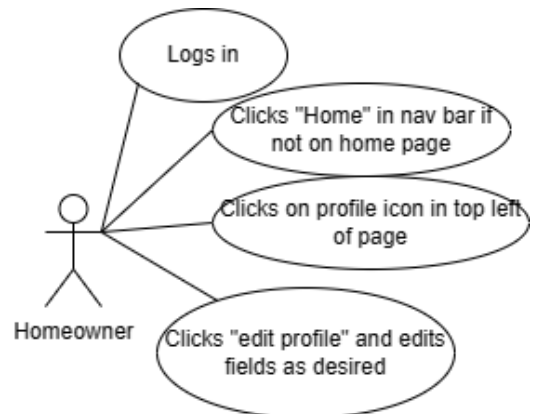 Logs in
Clicks "Home" in nav bar if
not on home page
Clicks on profile icon in top left
of page
Homeowner
Clicks "edit profile" and edits
fields as desired